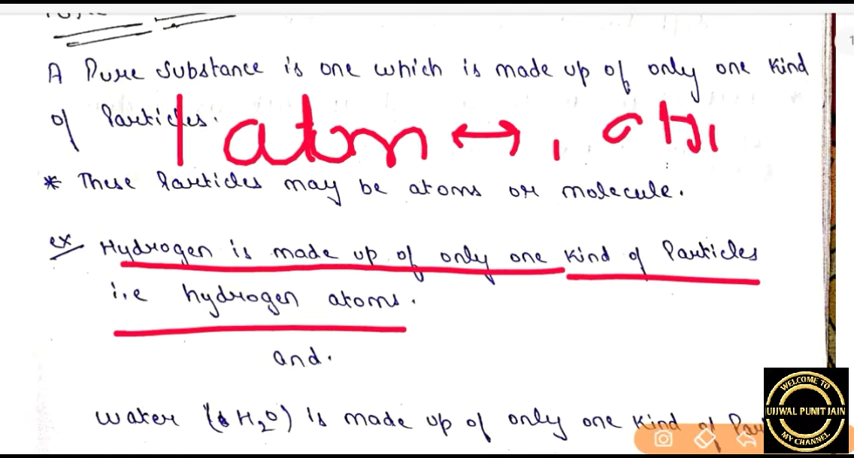 A Pure Substance is one which is made up of only one kind
of Particles.
1 atom ↔ 1
* These Particles may be atoms or molecule.
ex Hydrogen is made up of only one kind of Particles
i.e hydrogen atoms.
and.
water (H₂O) is made up of only one kind of
WELCOME TO
UJJWAL PUNIT JAIN
MY CHANNEL